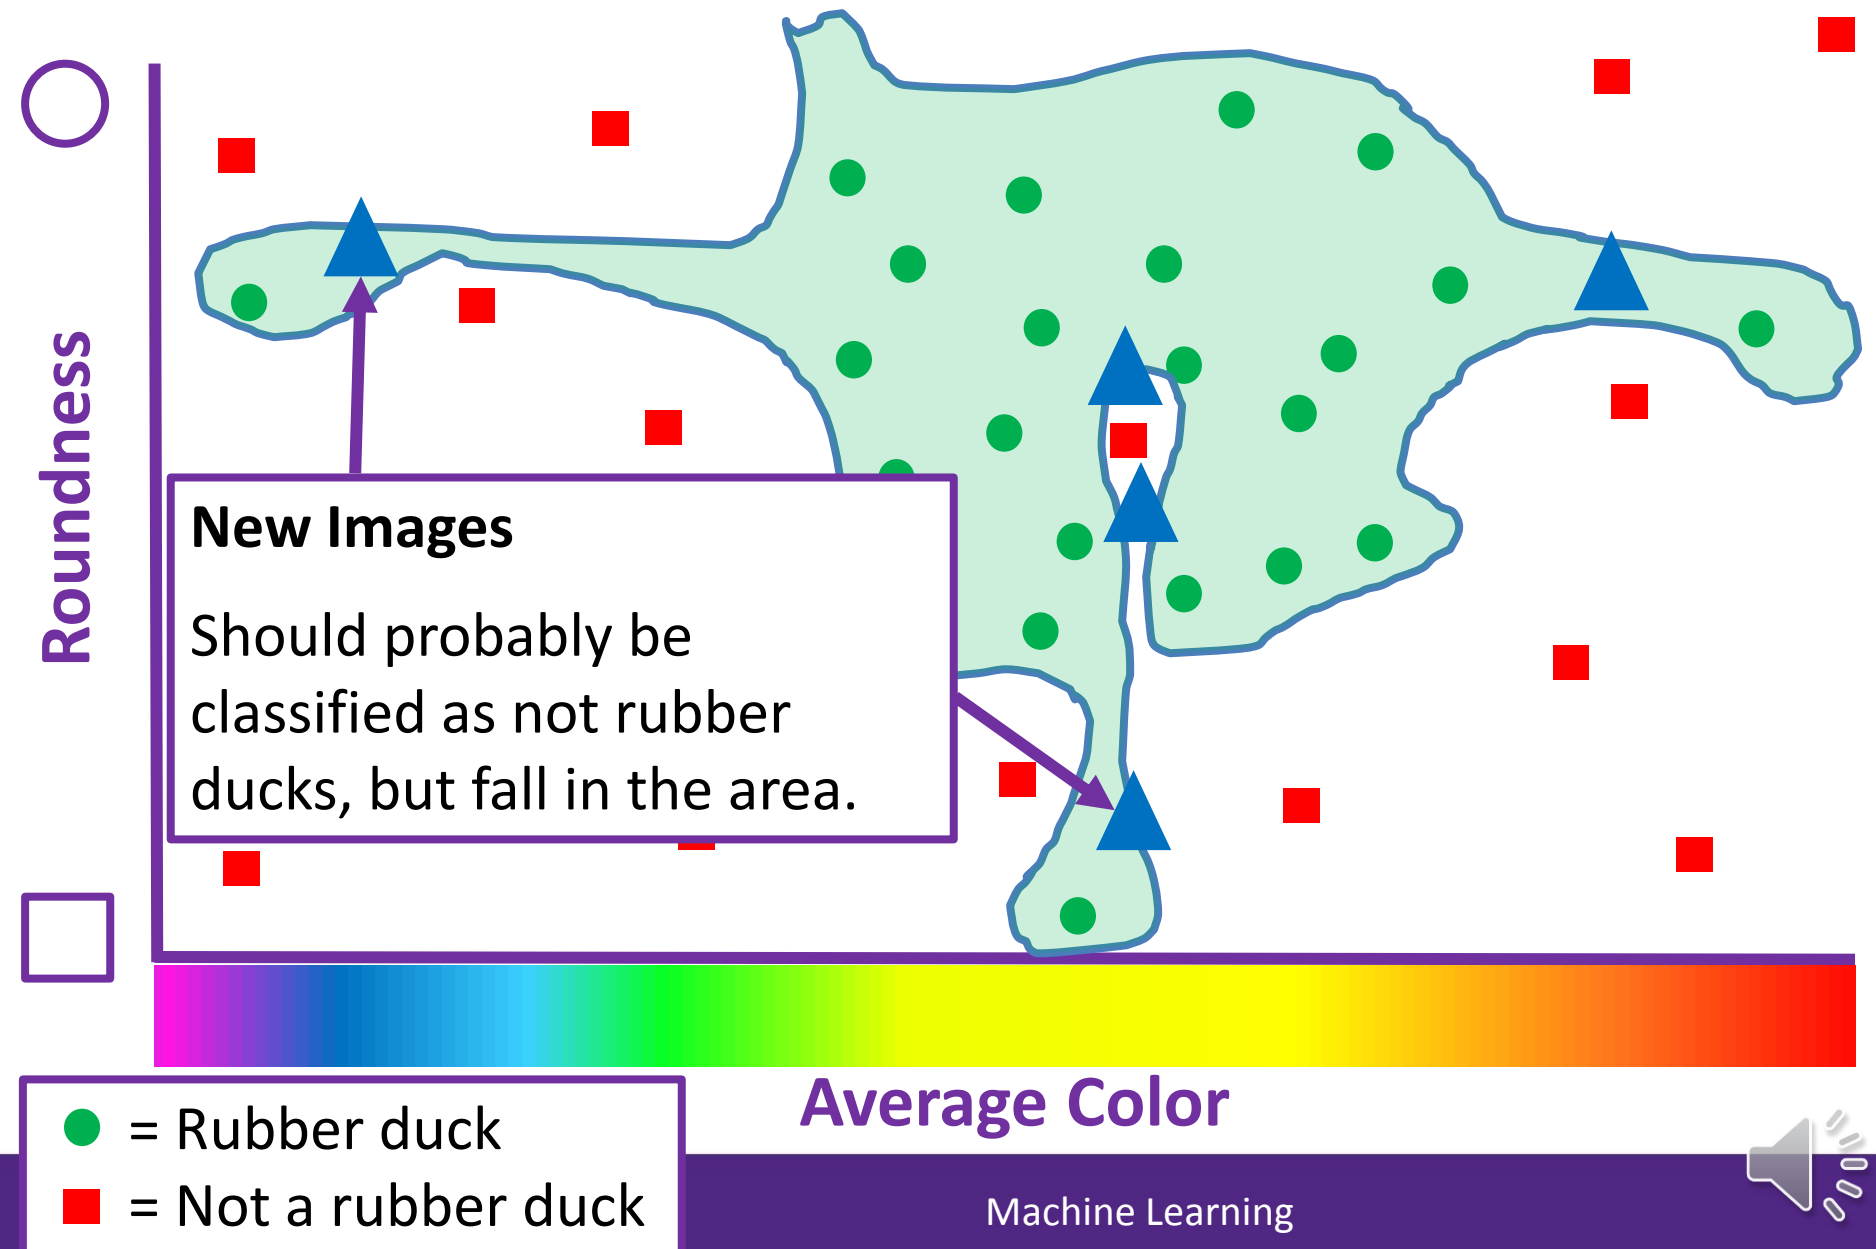 Roundness
New Images
Should probably be
classified as not rubber
ducks, but fall in the area.
Average Color
= Rubber duck
= Not a rubber duck
Machine Learning